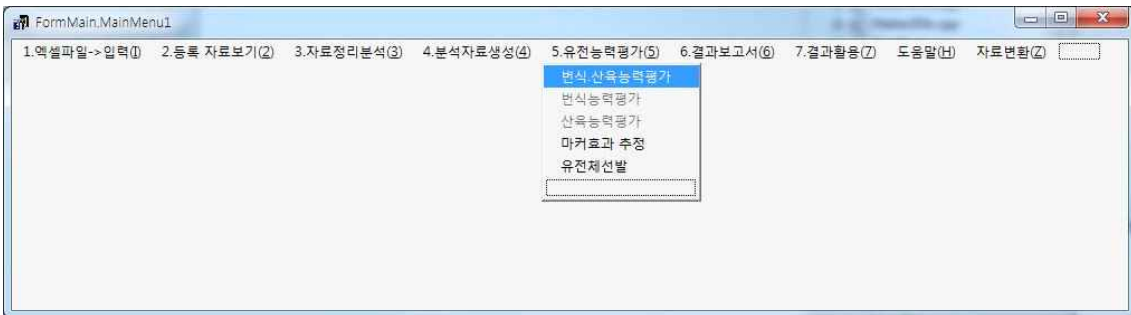 FormMain.MainMenu1
1.엑셀파일->입력(I) 2.등록 자료보기(2) 3.자료정리분석(3) 4.분석자료생성(4) 5.유전능력평가(5) 6.결과보고서(6) 7.결과활용(7) 도움말(H) 자료변환(Z)
번식.산육능력평가
번식능력평가
산육능력평가
마커효과 추정
유전체선발